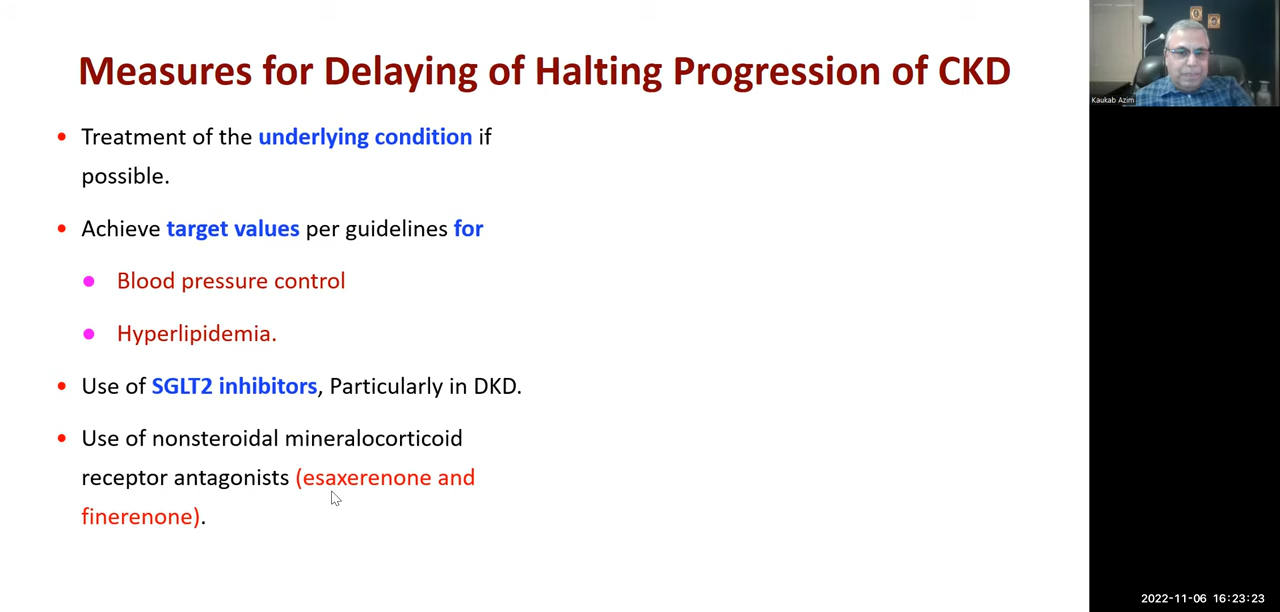 Measures for Delaying of Halting Progression of CKD
• Treatment of the underlying condition if
possible.
• Achieve target values per guidelines for
• Blood pressure control
• Hyperlipidemia.
• Use of SGLT2 inhibitors, Particularly in DKD.
• Use of nonsteroidal mineralocorticoid
receptor antagonists (esaxerenone and
finerenone).
Kaukab Azim
2022-11-06 16:23:23